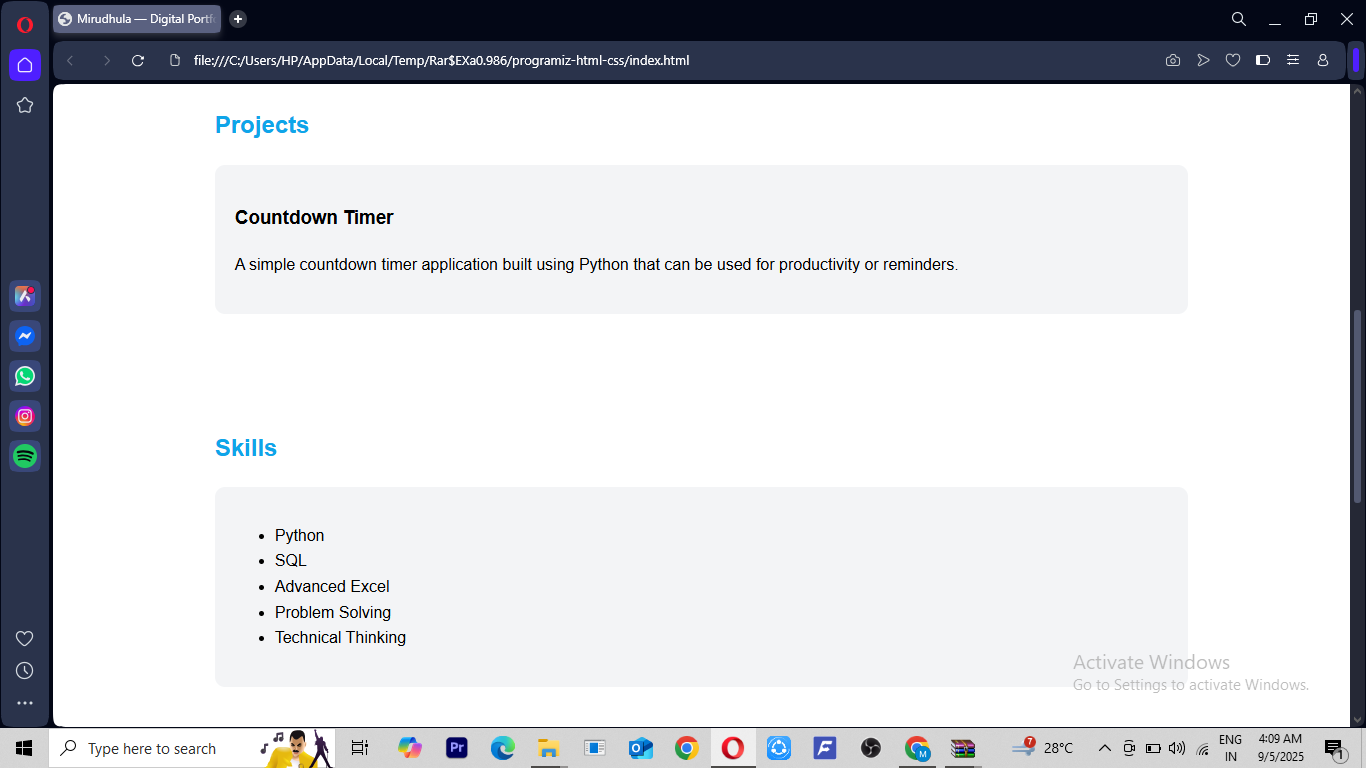 Mirudhula — Digital Portf
file:///C:/Users/HP/AppData/Local/Temp/Rar$EXa0.986/programiz-html-css/index.html
Projects
Countdown Timer
A simple countdown timer application built using Python that can be used for productivity or reminders.
Skills
Python
SQL
Advanced Excel
Problem Solving
Technical Thinking
Activate Windows
Go to Settings to activate Windows.
Type here to search
Pr
F
M
7
28°C
ENG
IN
4:09 AM
9/5/2025
1